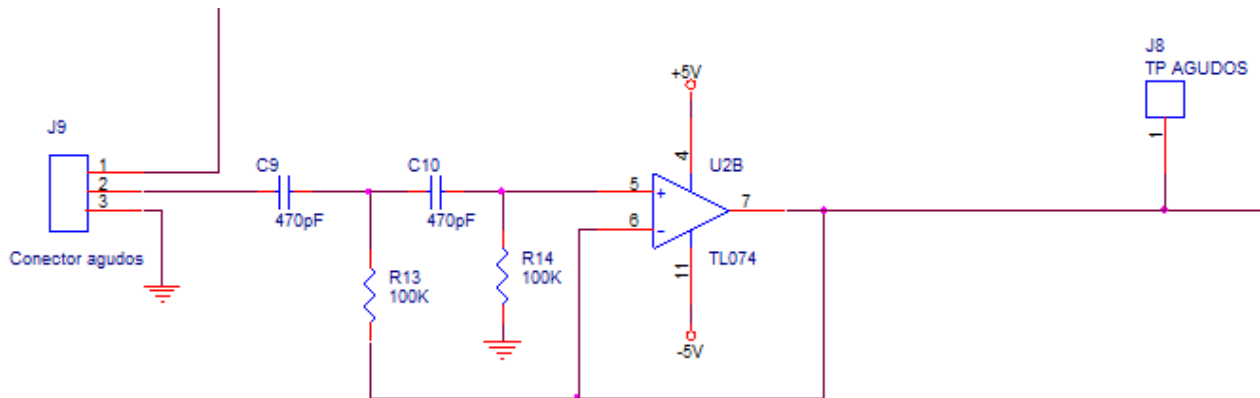 J8
TP AGUDOS
1
+5V
J9
1
2
3
Conector agudos
C9
470pF
C10
470pF
4
U2B
5
+
6
-
7
TL074
11
-5V
R13
100K
R14
100K